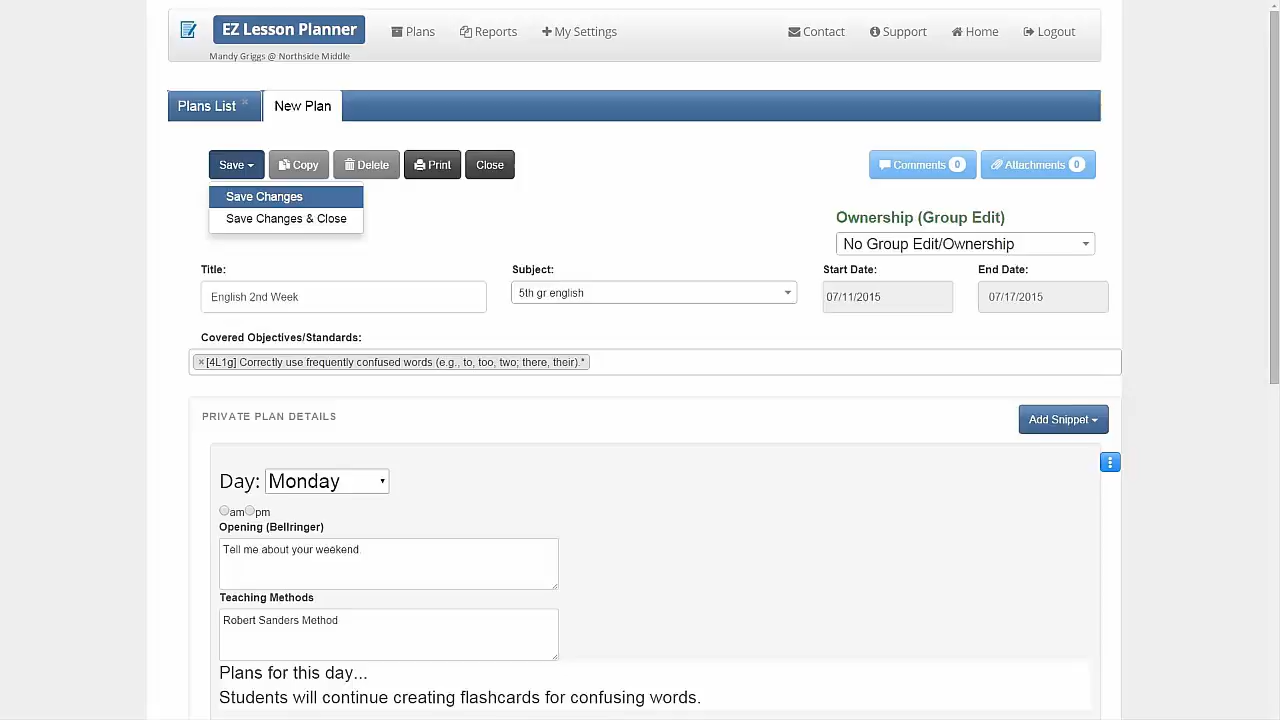 EZ Lesson Planner
Plans
Reports
My Settings
Contact
Support
Home
Logout
Mandy Griggs @ Northside Middle
Plans List
New Plan
Save
Copy
Delete
Print
Close
Comments 0
Attachments 0
Save Changes
Save Changes & Close
Ownership (Group Edit)
No Group Edit/Ownership
Title:
Subject:
Start Date:
End Date:
English 2nd Week
5th gr english
07/11/2015
07/17/2015
Covered Objectives/Standards:
×[4L1g] Correctly use frequently confused words (e.g., to, too, two; there, their).*
PRIVATE PLAN DETAILS
Add Snippet
Day: Monday
am pm
Opening (Bellringer)
Tell me about your weekend.
Teaching Methods
Robert Sanders Method
Plans for this day...
Students will continue creating flashcards for confusing words.